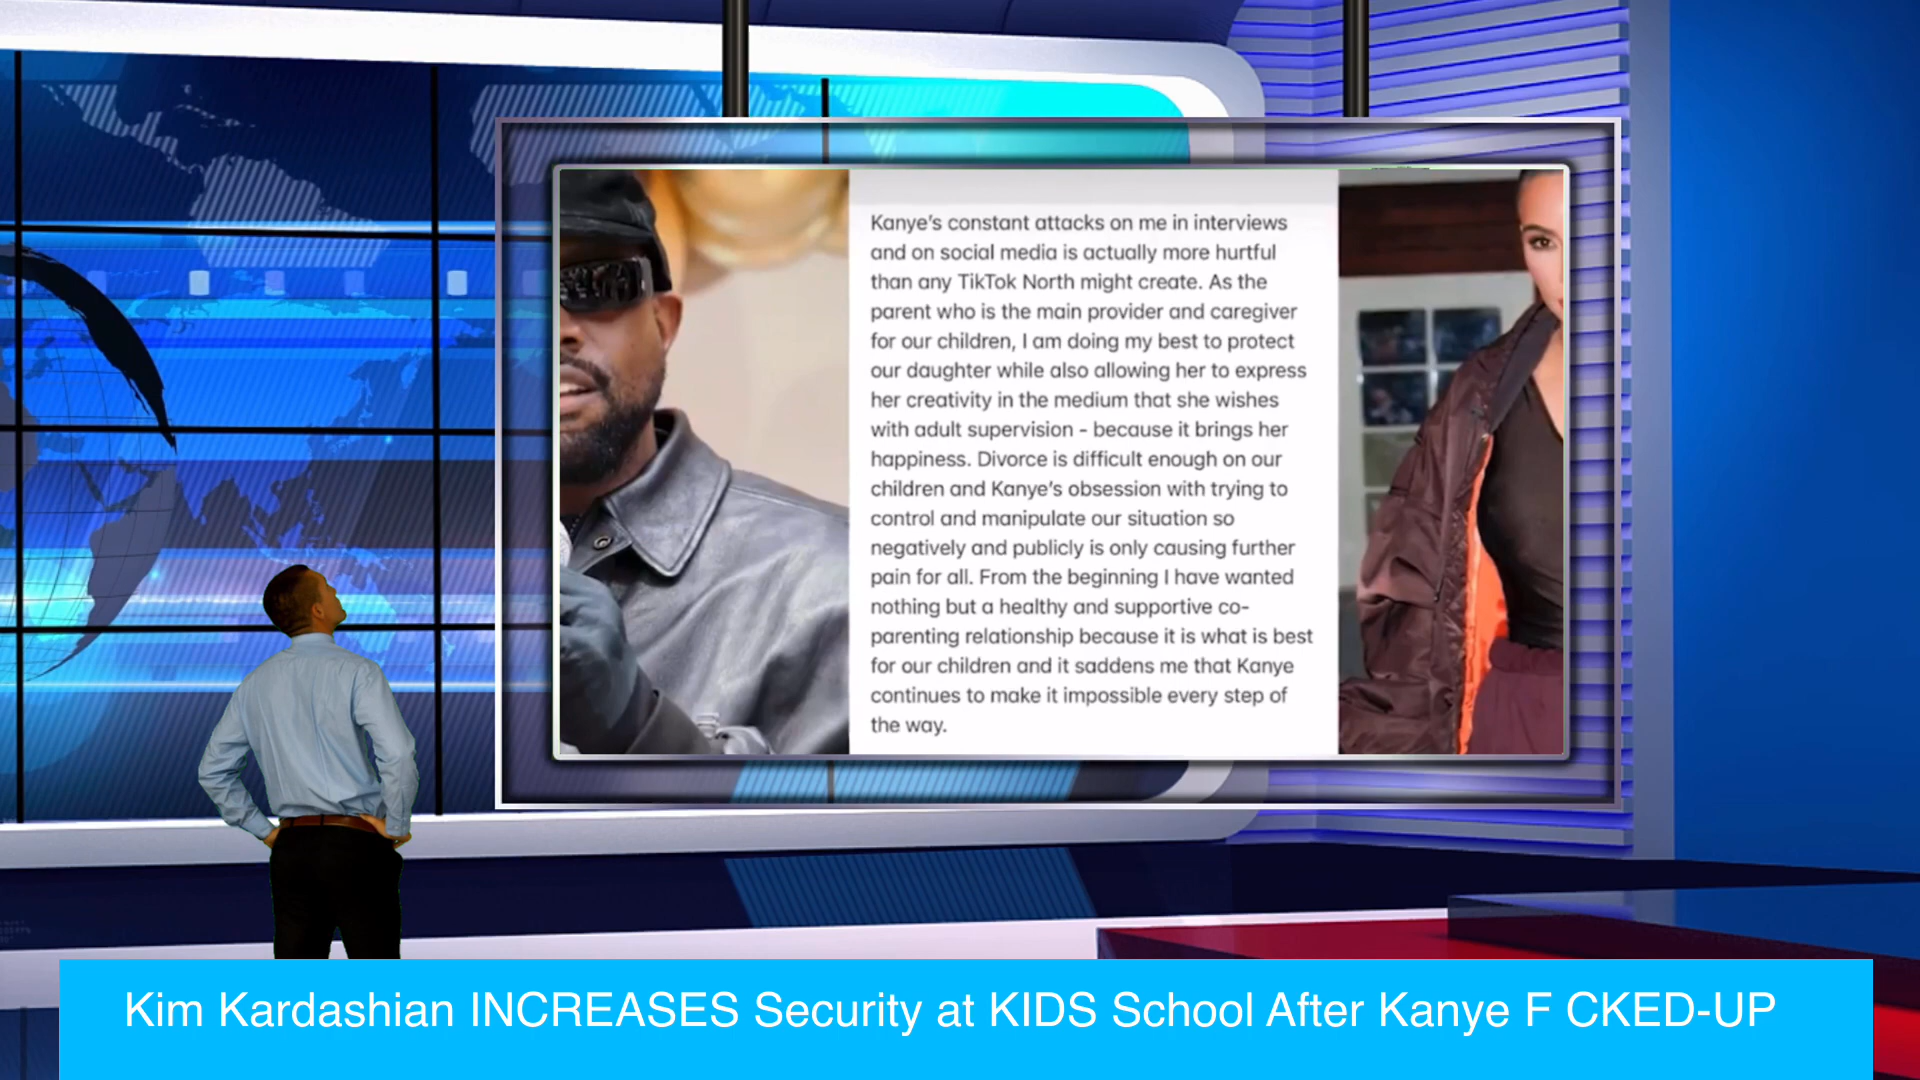 Kanye's constant attacks on me in interviews
and on social media is actually more hurtful
than any TikTok North might create. As the
parent who is the main provider and caregiver
for our children, I am doing my best to protect
our daughter while also allowing her to express
her creativity in the medium that she wishes
with adult supervision - because it brings her
happiness. Divorce is difficult enough on our
children and Kanye's obsession with trying to
control and manipulate our situation so
negatively and publicly is only causing further
pain for all. From the beginning I have wanted
nothing but a healthy and supportive co-
parenting relationship because it is what is best
for our children and it saddens me that Kanye
continues to make it impossible every step of
the way.
Kim Kardashian INCREASES Security at KIDS School After Kanye F CKED-UP